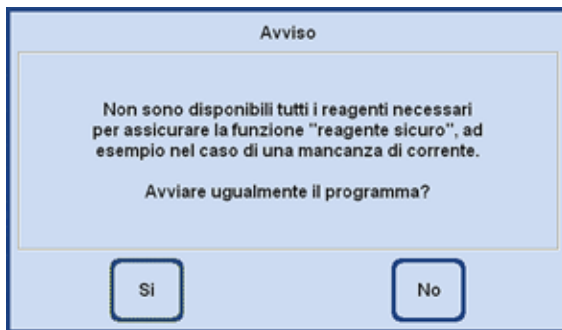 Avviso
Non sono disponibili tutti i reagenti necessari
per assicurare la funzione "reagente sicuro", ad
esempio nel caso di una mancanza di corrente.
Avviare ugualmente il programma?
Si
No